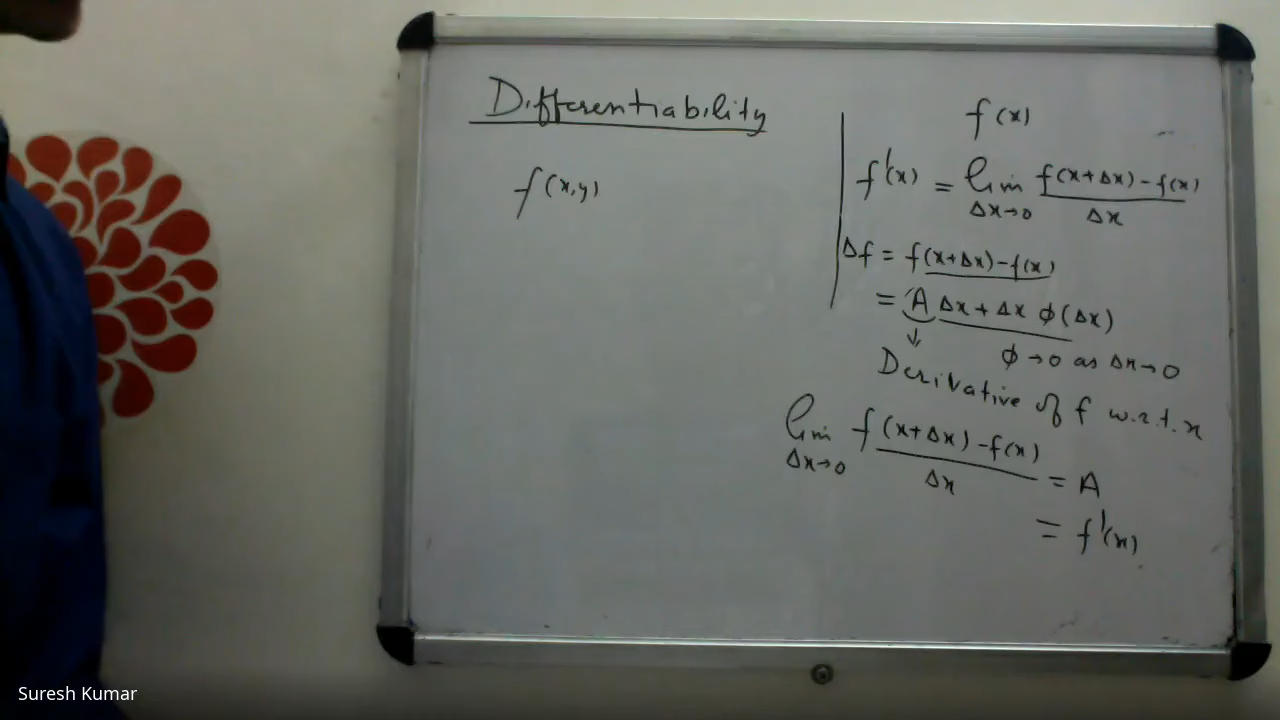 Differentiability
f(x,y)
f(x)
f'(x) = lim Δx→0 f(x+Δx)-f(x) / Δx
Δf = f(x+Δx)-f(x)
= A Δx + Δx ϕ(Δx)
↓ ϕ→0 as Δx→0
Derivative of f w.r.t. x
lim Δx→0 f(x+Δx)-f(x) / Δx = A
= f'(x)
Suresh Kumar